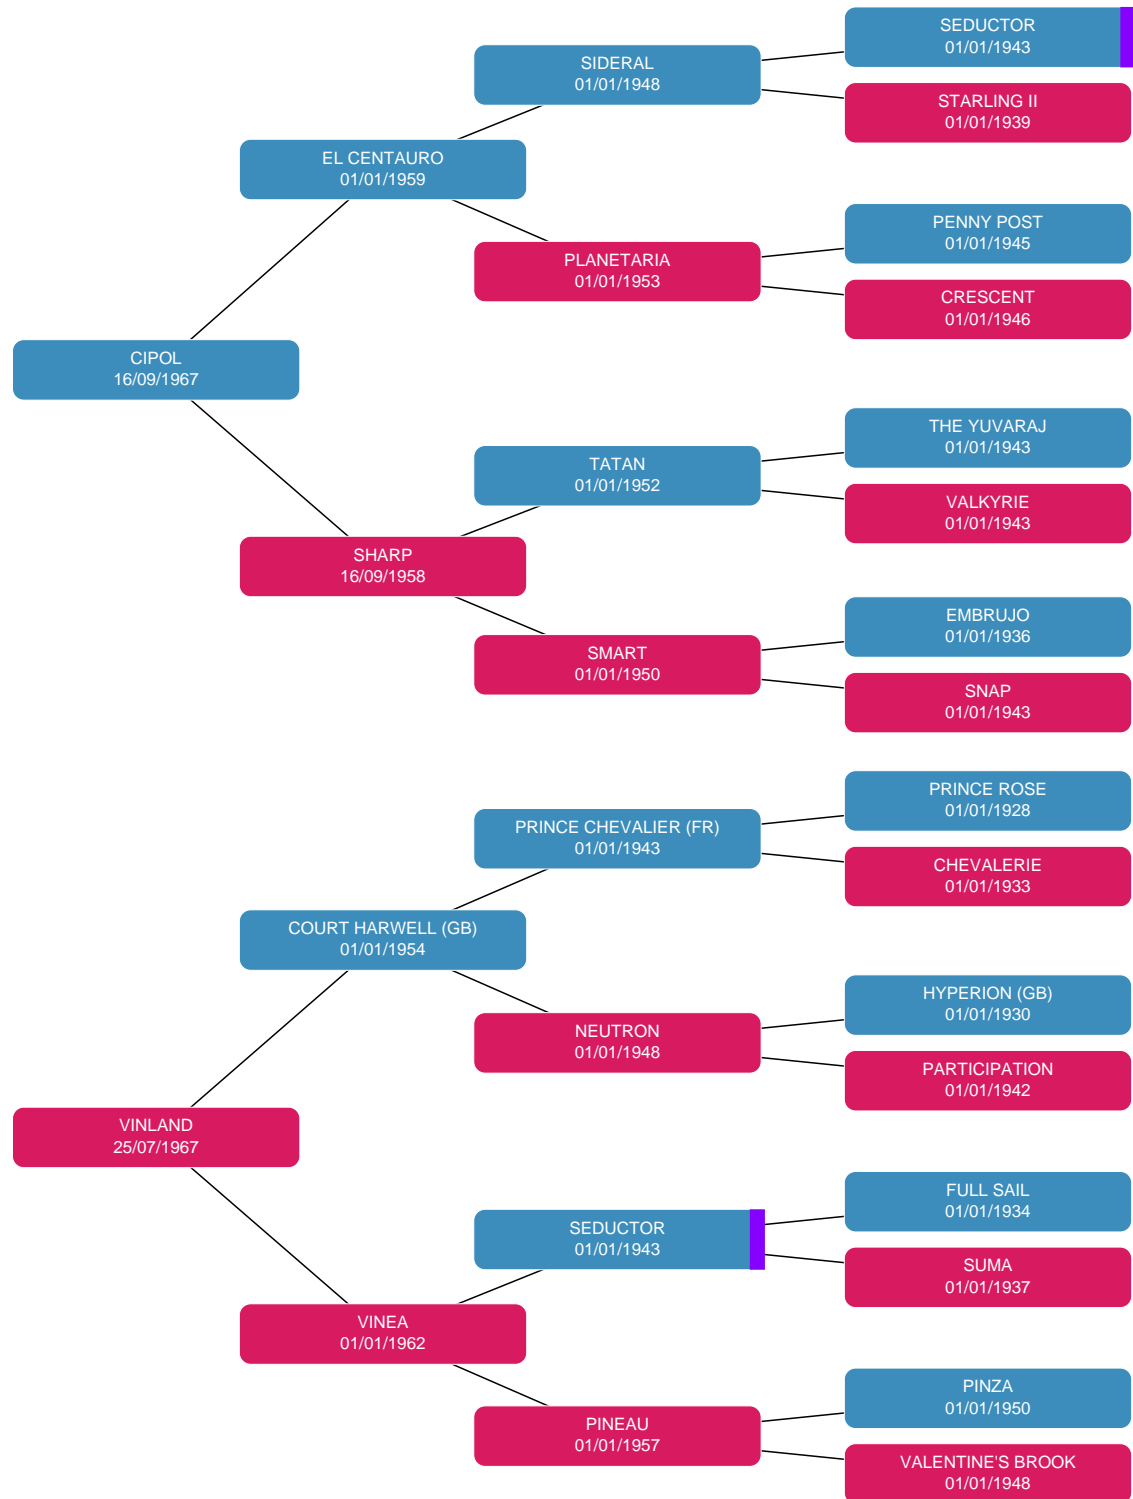 SEDUCTOR
01/01/1943
SIDERAL
01/01/1948
STARLING II
01/01/1939
EL CENTAURO
01/01/1959
PENNY POST
01/01/1945
PLANETARIA
01/01/1953
CRESCENT
01/01/1946
CIPOL
16/09/1967
THE YUVARAJ
01/01/1943
TATAN
01/01/1952
VALKYRIE
01/01/1943
SHARP
16/09/1958
EMBRUJO
01/01/1936
SMART
01/01/1950
SNAP
01/01/1943
PRINCE ROSE
01/01/1928
PRINCE CHEVALIER (FR)
01/01/1943
CHEVALERIE
01/01/1933
COURT HARWELL (GB)
01/01/1954
HYPERION (GB)
01/01/1930
NEUTRON
01/01/1948
PARTICIPATION
01/01/1942
VINLAND
25/07/1967
FULL SAIL
01/01/1934
SEDUCTOR
01/01/1943
SUMA
01/01/1937
VINEA
01/01/1962
PINZA
01/01/1950
PINEAU
01/01/1957
VALENTINE'S BROOK
01/01/1948